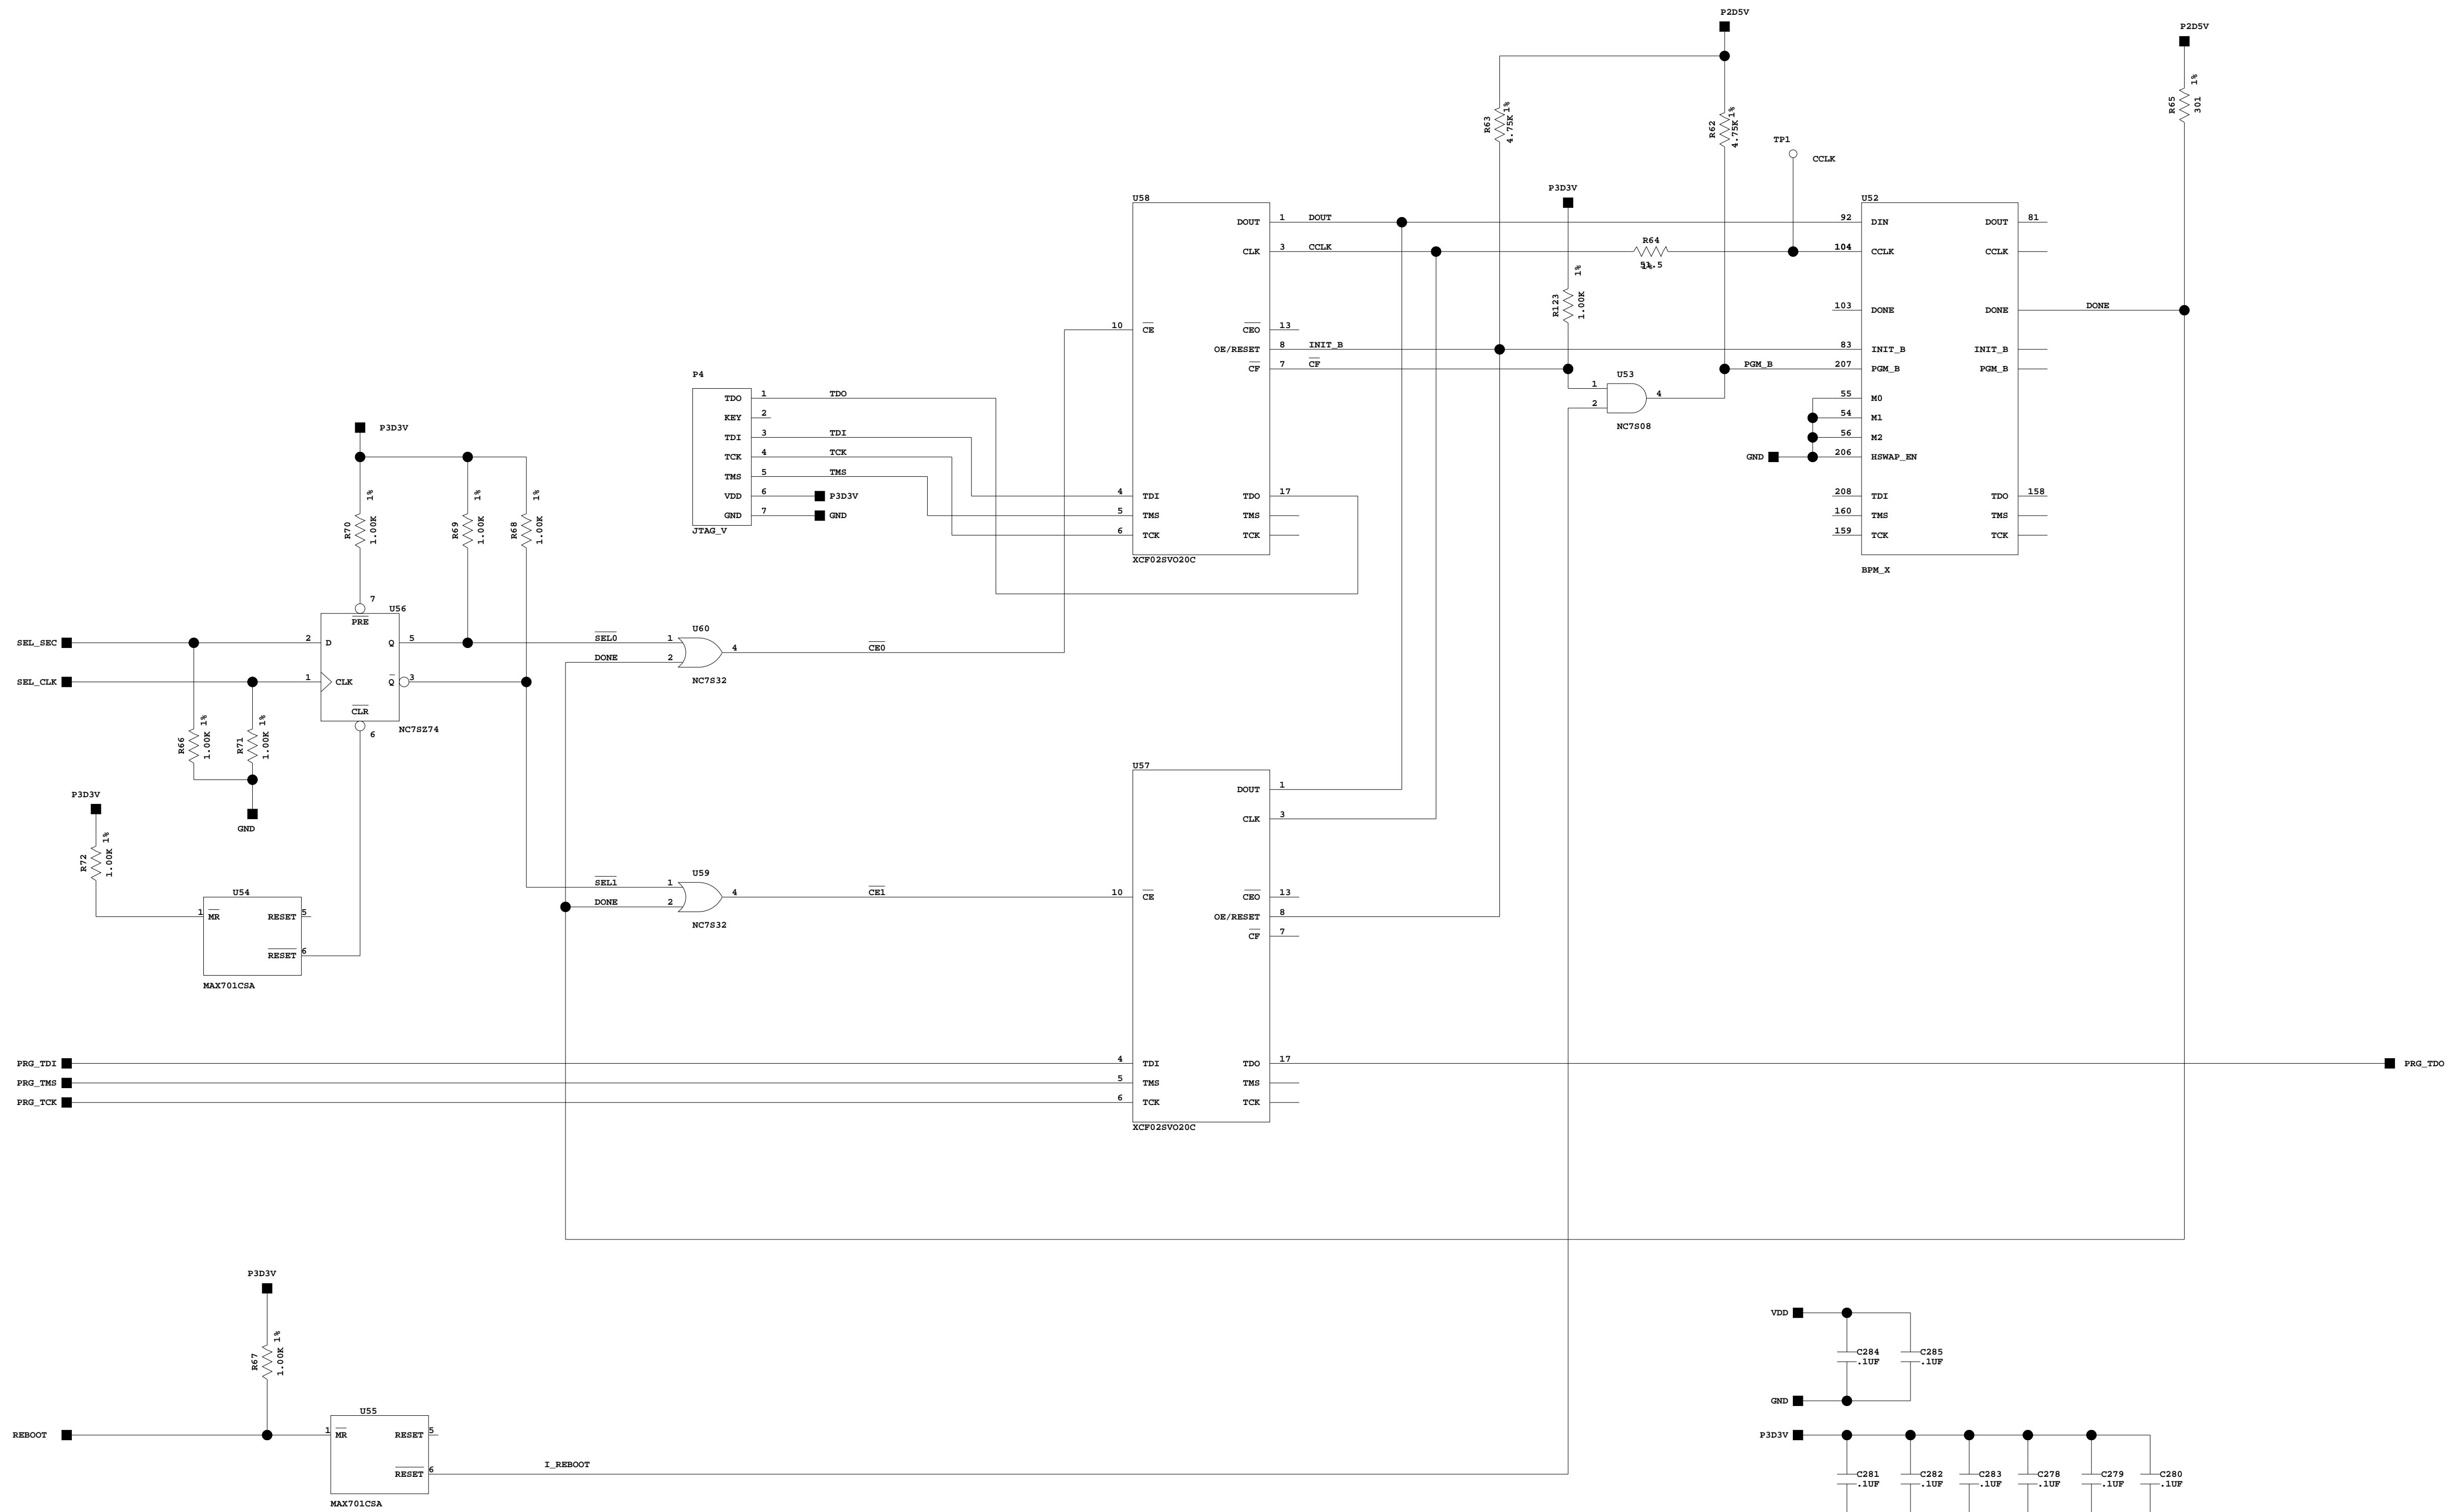 P2D5V
P2D5V
R63
4.75K
1%
R62
4.75K
1%
R65
301
1%
TP1
CCLK
P3D3V
R123
1.00K
1%
U58
DOUT 1 DOUT
CLK 3 CCLK
10 CE
CEO 13
OE/RESET 8 INIT_B
CF 7 CF
4 TDI TDO 17
5 TMS TMS
6 TCK TCK
XCF02SVO20C
R64
51.5
1%
U52
92 DIN DOUT 81
104 CCLK CCLK
103 DONE DONE DONE
83 INIT_B INIT_B
PGM_B 207 PGM_B PGM_B
55 M0
54 M1
56 M2
GND 206 HSWAP_EN
208 TDI TDO 158
160 TMS TMS
159 TCK TCK
BPM_X
U53
1
2
4
NC7S08
P4
TDO 1 TDO
KEY 2
TDI 3 TDI
TCK 4 TCK
TMS 5 TMS
VDD 6 P3D3V
GND 7 GND
JTAG_V
P3D3V
R70
1.00K
1%
R69
1.00K
1%
R68
1.00K
1%
7
U56
PRE
SEL_SEC 2 D Q 5
SEL_CLK 1 CLK Q 3
CLR
6
NC7SZ74
R66
1.00K 1%
R71
1.00K 1%
GND
U60
SEL0 1
DONE 2
4 CE0
NC7S32
P3D3V
R72
1.00K 1%
U54
1 MR RESET 5
RESET 6
MAX701CSA
U59
SEL1 1
DONE 2
4 CE1
NC7S32
U57
DOUT 1
CLK 3
10 CE CEO 13
OE/RESET 8
CF 7
PRG_TDI 4 TDI TDO 17 PRG_TDO
PRG_TMS 5 TMS TMS
PRG_TCK 6 TCK TCK
XCF02SVO20C
P3D3V
R67
1.00K 1%
U55
REBOOT 1 MR RESET 5
RESET 6 I_REBOOT
MAX701CSA
VDD
C284 C285
.1UF .1UF
GND
P3D3V
C281 C282 C283 C278 C279 C280
.1UF .1UF .1UF .1UF .1UF .1UF